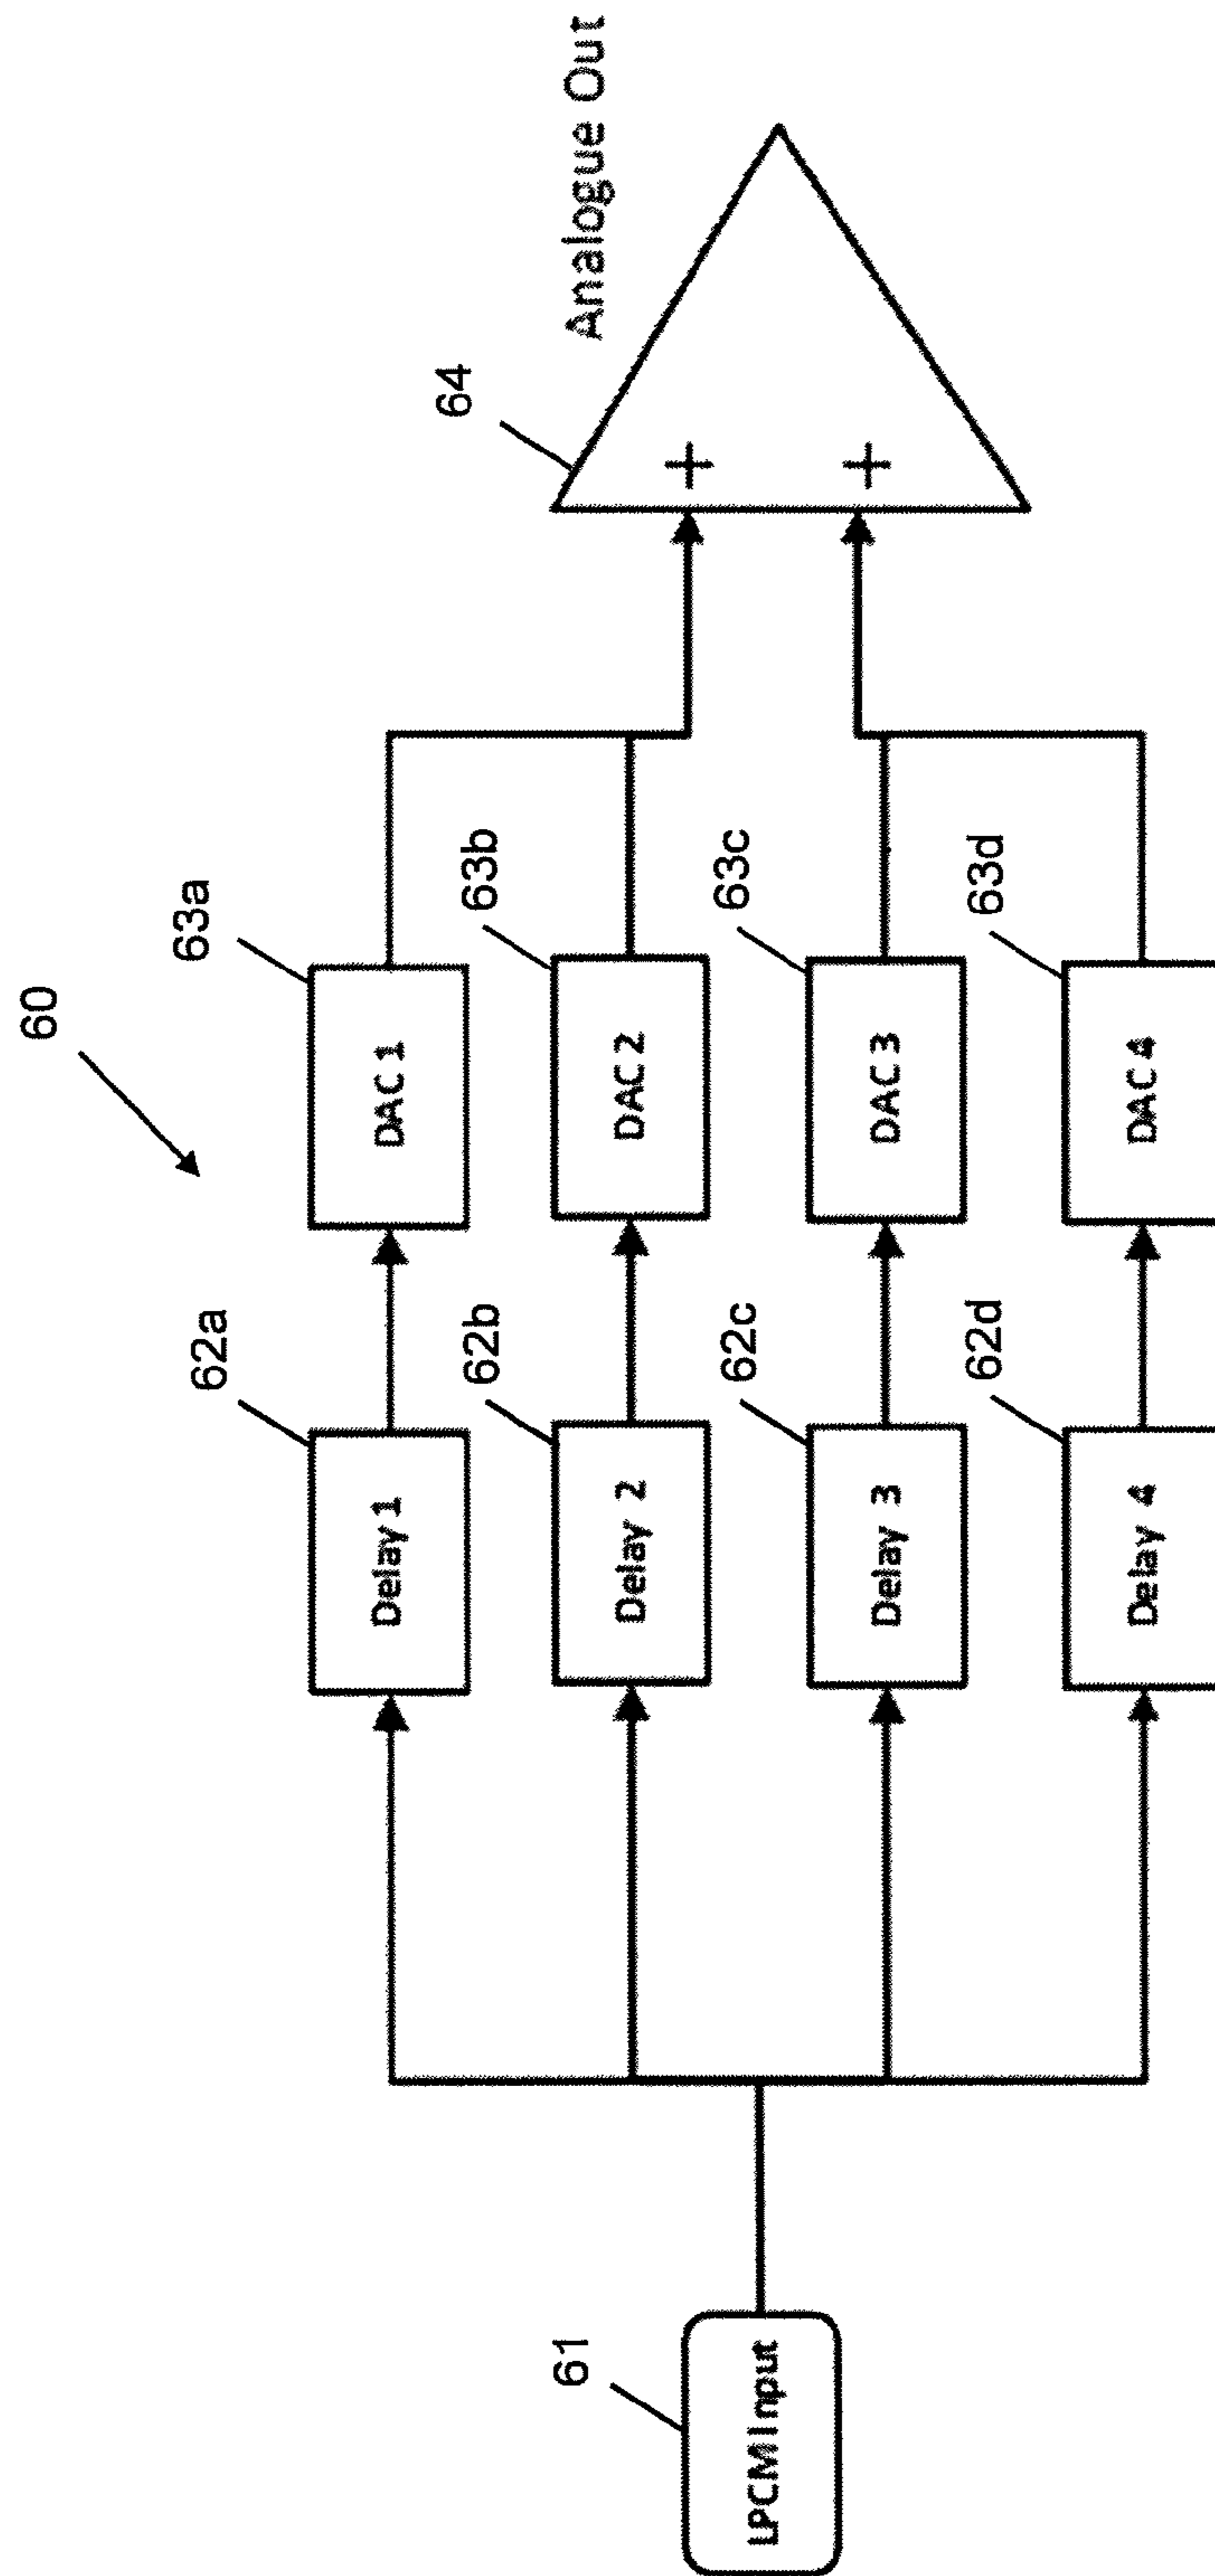 60
61
LPCM Input
62a
Delay 1
63a
DAC 1
62b
Delay 2
63b
DAC 2
62c
Delay 3
63c
DAC 3
62d
Delay 4
63d
DAC 4
64
+
+
Analogue Out